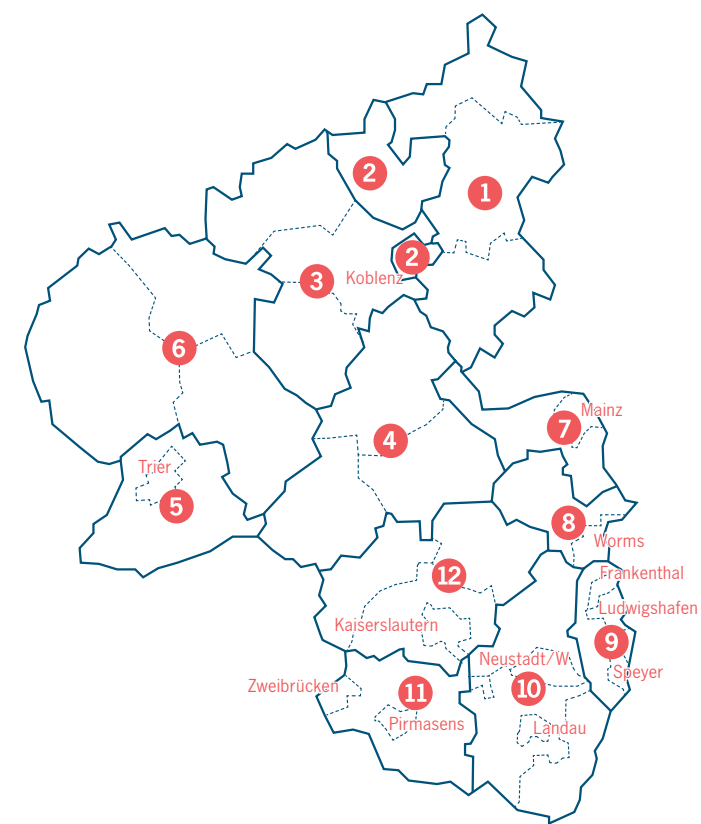 2
1
2
Koblenz
3
6
Mainz
7
4
Trier
5
8
Worms
Frankenthal
12
Ludwigshafen
Kaiserslautern
9
Neustadt/W
Speyer
Zweibrücken
11
10
Pirmasens
Landau